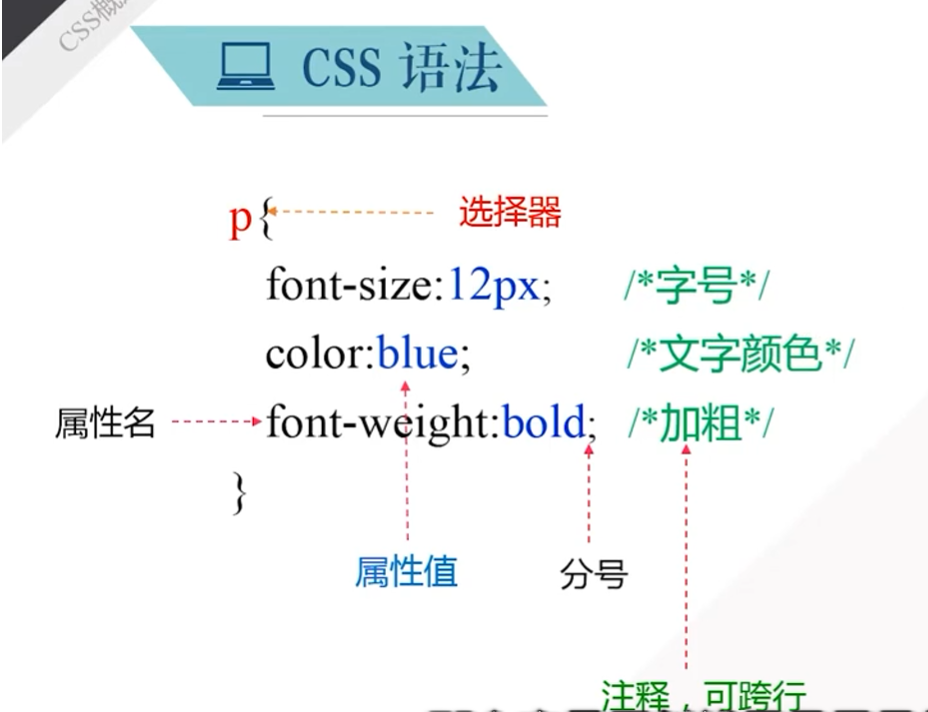 CSS概
CSS 语法
p{ 选择器
font-size:12px; /*字号*/
color:blue; /*文字颜色*/
属性名 font-weight:bold; /*加粗*/
}
属性值 分号
注释，可跨行